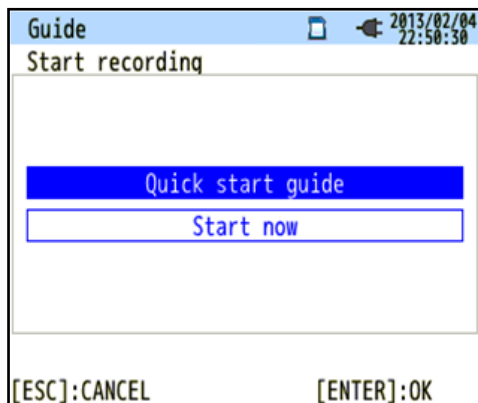 Guide 2013/02/04
22:50:30
Start recording
Quick start guide
Start now
[ESC]:CANCEL [ENTER]:OK